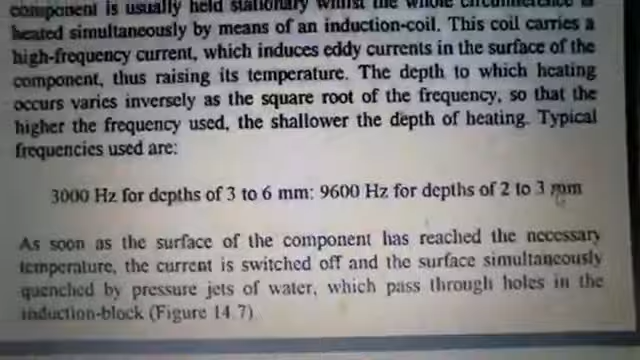 component is usually held stationary whilst the whole circumference is
heated simultaneously by means of an induction-coil. This coil carries a
high-frequency current, which induces eddy currents in the surface of the
component, thus raising its temperature. The depth to which heating
occurs varies inversely as the square root of the frequency, so that the
higher the frequency used, the shallower the depth of heating. Typical
frequencies used are:
3000 Hz for depths of 3 to 6 mm: 9600 Hz for depths of 2 to 3 mm
As soon as the surface of the component has reached the necessary
temperature, the current is switched off and the surface simultaneously
quenched by pressure jets of water, which pass through holes in the
induction-block (Figure 14.7)